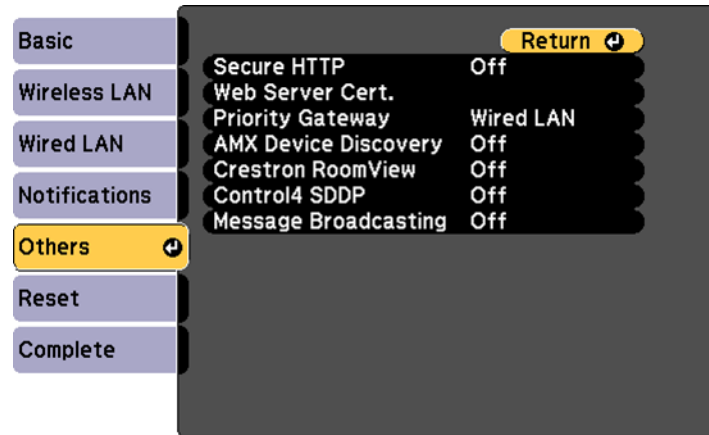 Basic
Wireless LAN
Wired LAN
Notifications
Others
Reset
Complete
Return
Secure HTTP Off
Web Server Cert.
Priority Gateway Wired LAN
AMX Device Discovery Off
Crestron RoomView Off
Control4 SDDP Off
Message Broadcasting Off